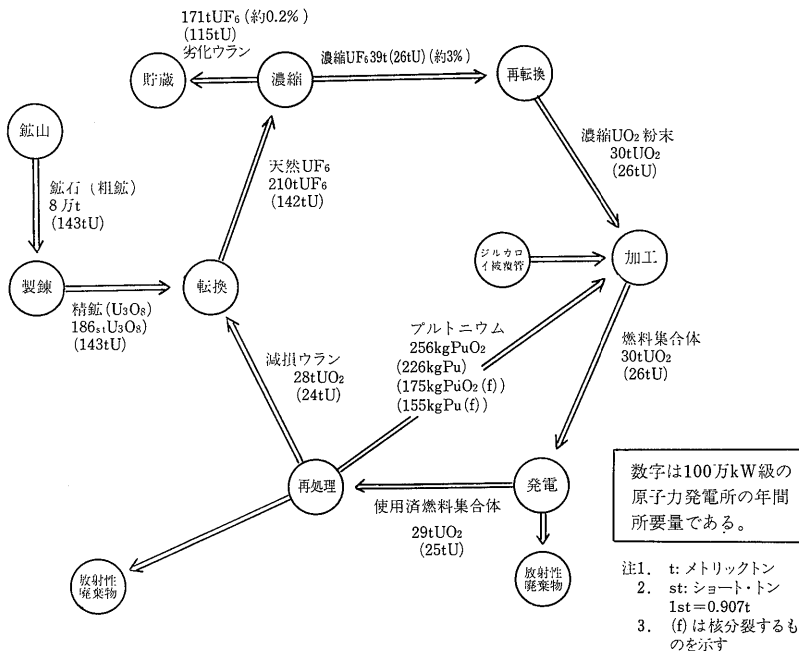 171tUF₆(約0.2%)
(115tU)
劣化ウラン
貯蔵
濃縮
濃縮UF₆39t(26tU)(約3%)
再転換
鉱山
鉱石(粗鉱)
8万t
(143tU)
天然UF₆
210tUF₆
(142tU)
濃縮UO₂粉末
30tUO₂
(26tU)
ジルカロ
イ被覆管
加工
製錬
精鉱(U₃O₈)
186stU₃O₈)
(143tU)
転換
減損ウラン
28tUO₂
(24tU)
プルトニウム
256kgPuO₂
(226kgPu)
(175kgPuO₂(f))
(155kgPu(f))
燃料集合体
30tUO₂
(26tU)
再処理
使用済燃料集合体
29tUO₂
(25tU)
発電
放射性
廃棄物
放射性
廃棄物
数字は100万kW級の
原子力発電所の年間
所要量である。
注1. t:メトリックトン
2. st:ショート・トン
1st=0.907t
3. (f)は核分裂するも
のを示す